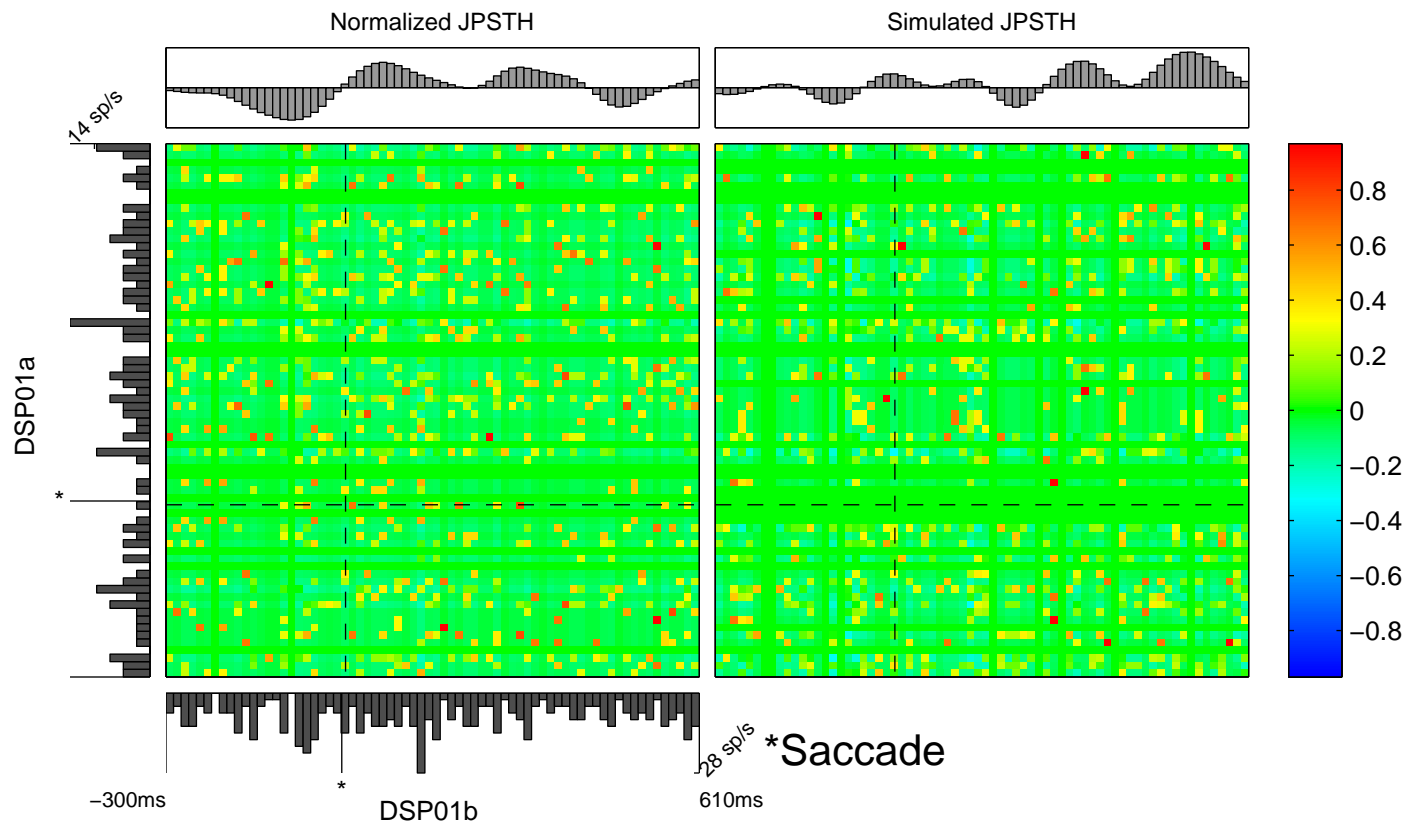 Normalized JPSTH
Simulated JPSTH
14 sp/s
DSP01a
*
0.8
0.6
0.4
0.2
0
−0.2
−0.4
−0.6
−0.8
28 sp/s
*Saccade
*
−300ms
610ms
DSP01b